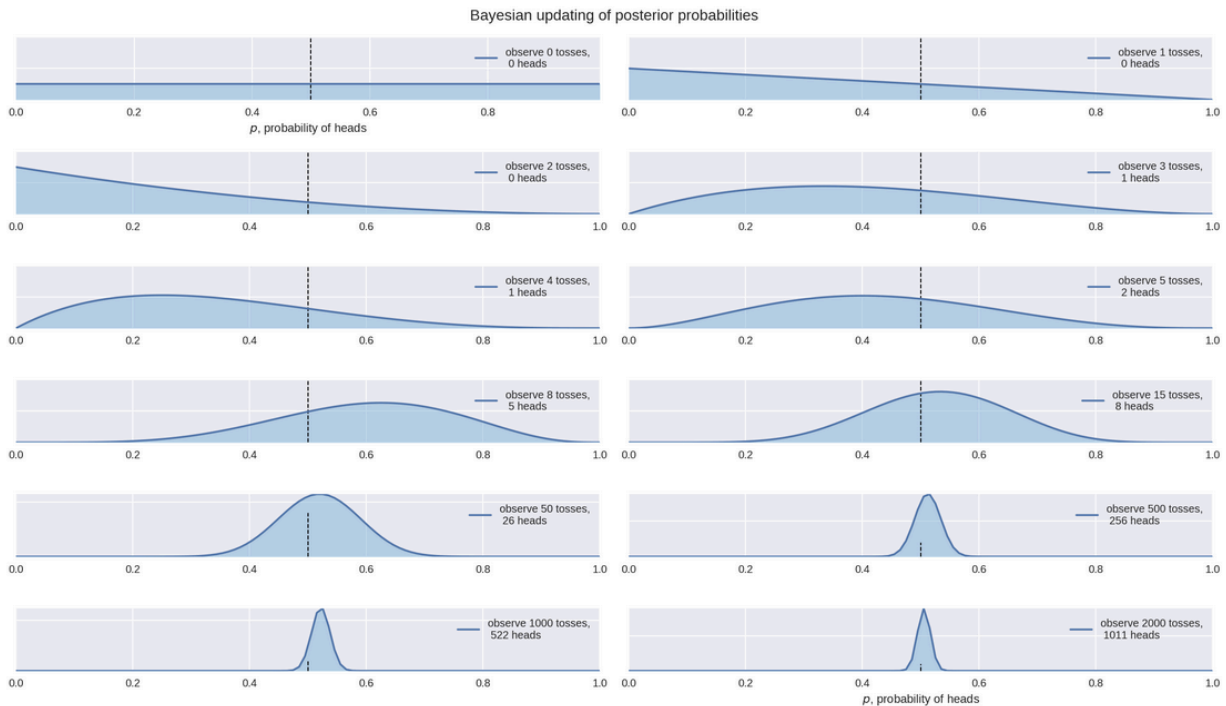 Bayesian updating of posterior probabilities
observe 0 tosses,
0 heads
0.0 0.2 0.4 0.6 0.8
p, probability of heads
observe 1 tosses,
0 heads
0.0 0.2 0.4 0.6 0.8 1.0
observe 2 tosses,
0 heads
0.0 0.2 0.4 0.6 0.8 1.0
observe 3 tosses,
1 heads
0.0 0.2 0.4 0.6 0.8 1.0
observe 4 tosses,
1 heads
0.0 0.2 0.4 0.6 0.8 1.0
observe 5 tosses,
2 heads
0.0 0.2 0.4 0.6 0.8 1.0
observe 8 tosses,
5 heads
0.0 0.2 0.4 0.6 0.8 1.0
observe 15 tosses,
8 heads
0.0 0.2 0.4 0.6 0.8 1.0
observe 50 tosses,
26 heads
0.0 0.2 0.4 0.6 0.8 1.0
observe 500 tosses,
256 heads
0.0 0.2 0.4 0.6 0.8 1.0
observe 1000 tosses,
522 heads
0.0 0.2 0.4 0.6 0.8 1.0
observe 2000 tosses,
1011 heads
0.0 0.2 0.4 0.6 0.8 1.0
p, probability of heads